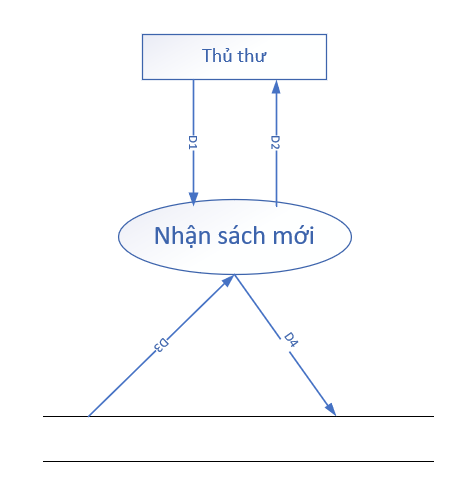 Thủ thư
D1
D2
Nhận sách mới
D3
D4